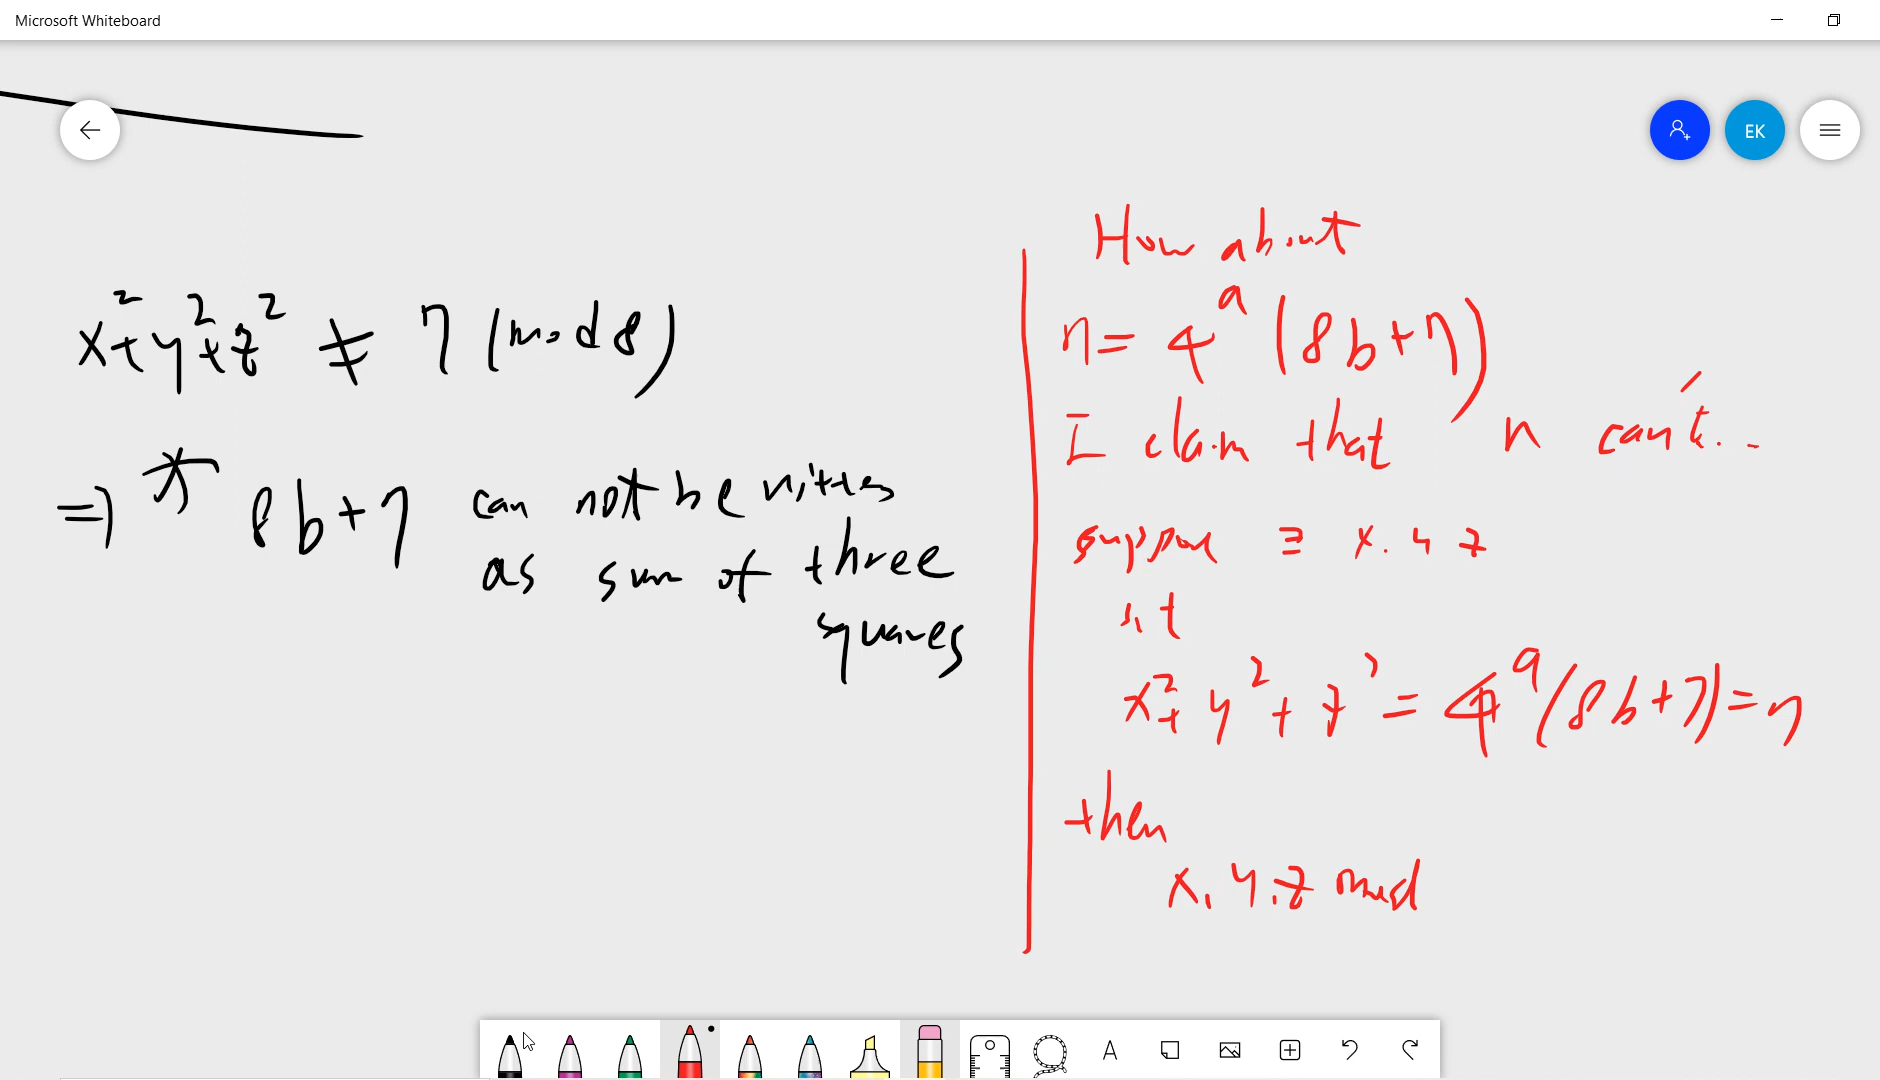 Microsoft Whiteboard
EK
x²+y²+z² ≢ 7 (mod 8)
⇒ * 8b+7 can not be written
as sum of three
squares
How about
n = 4^a (8b+7)
I claim that n can't..
suppose ∃ x. y z
s.t
x²+y²+z² = 4^a (8b+7) = n
then
x, y, z
A